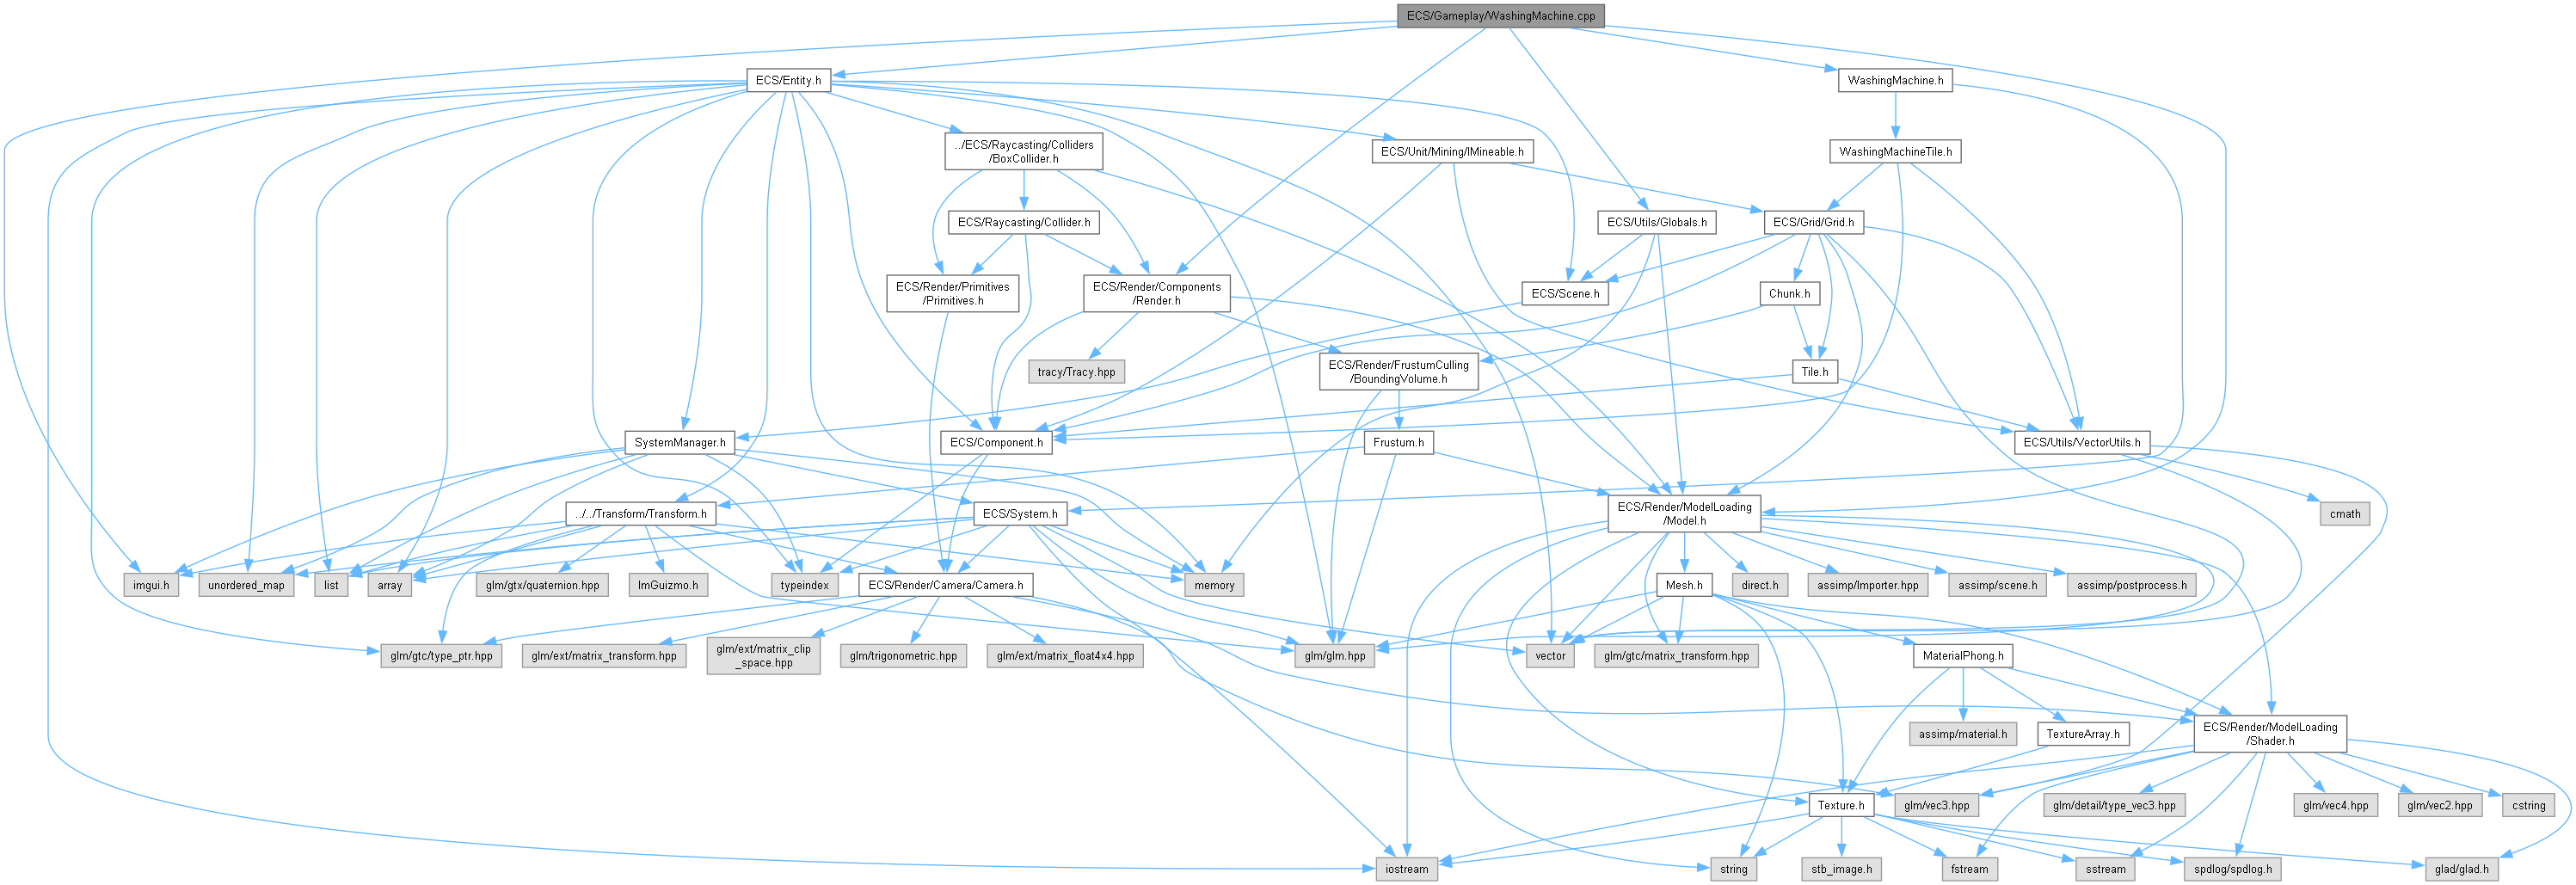 ECS/Gameplay/WashingMachine.cpp
ECS/Entity.h
WashingMachine.h
../ECS/Raycasting/Colliders
/BoxCollider.h
ECS/Unit/Mining/IMineable.h
WashingMachineTile.h
ECS/Raycasting/Collider.h
ECS/Utils/Globals.h
ECS/Grid/Grid.h
ECS/Render/Primitives
/Primitives.h
ECS/Render/Components
/Render.h
ECS/Scene.h
Chunk.h
tracy/Tracy.hpp
ECS/Render/FrustumCulling
/BoundingVolume.h
Tile.h
SystemManager.h
ECS/Component.h
Frustum.h
ECS/Utils/VectorUtils.h
../../Transform/Transform.h
ECS/System.h
ECS/Render/ModelLoading
/Model.h
cmath
imgui.h
unordered_map
list
array
glm/gtx/quaternion.hpp
ImGuizmo.h
typeindex
ECS/Render/Camera/Camera.h
memory
Mesh.h
direct.h
assimp/Importer.hpp
assimp/scene.h
assimp/postprocess.h
glm/gtc/type_ptr.hpp
glm/ext/matrix_transform.hpp
glm/ext/matrix_clip
_space.hpp
glm/trigonometric.hpp
glm/ext/matrix_float4x4.hpp
glm/glm.hpp
vector
glm/gtc/matrix_transform.hpp
MaterialPhong.h
assimp/material.h
TextureArray.h
ECS/Render/ModelLoading
/Shader.h
Texture.h
glm/vec3.hpp
glm/detail/type_vec3.hpp
glm/vec4.hpp
glm/vec2.hpp
cstring
iostream
string
stb_image.h
fstream
sstream
spdlog/spdlog.h
glad/glad.h